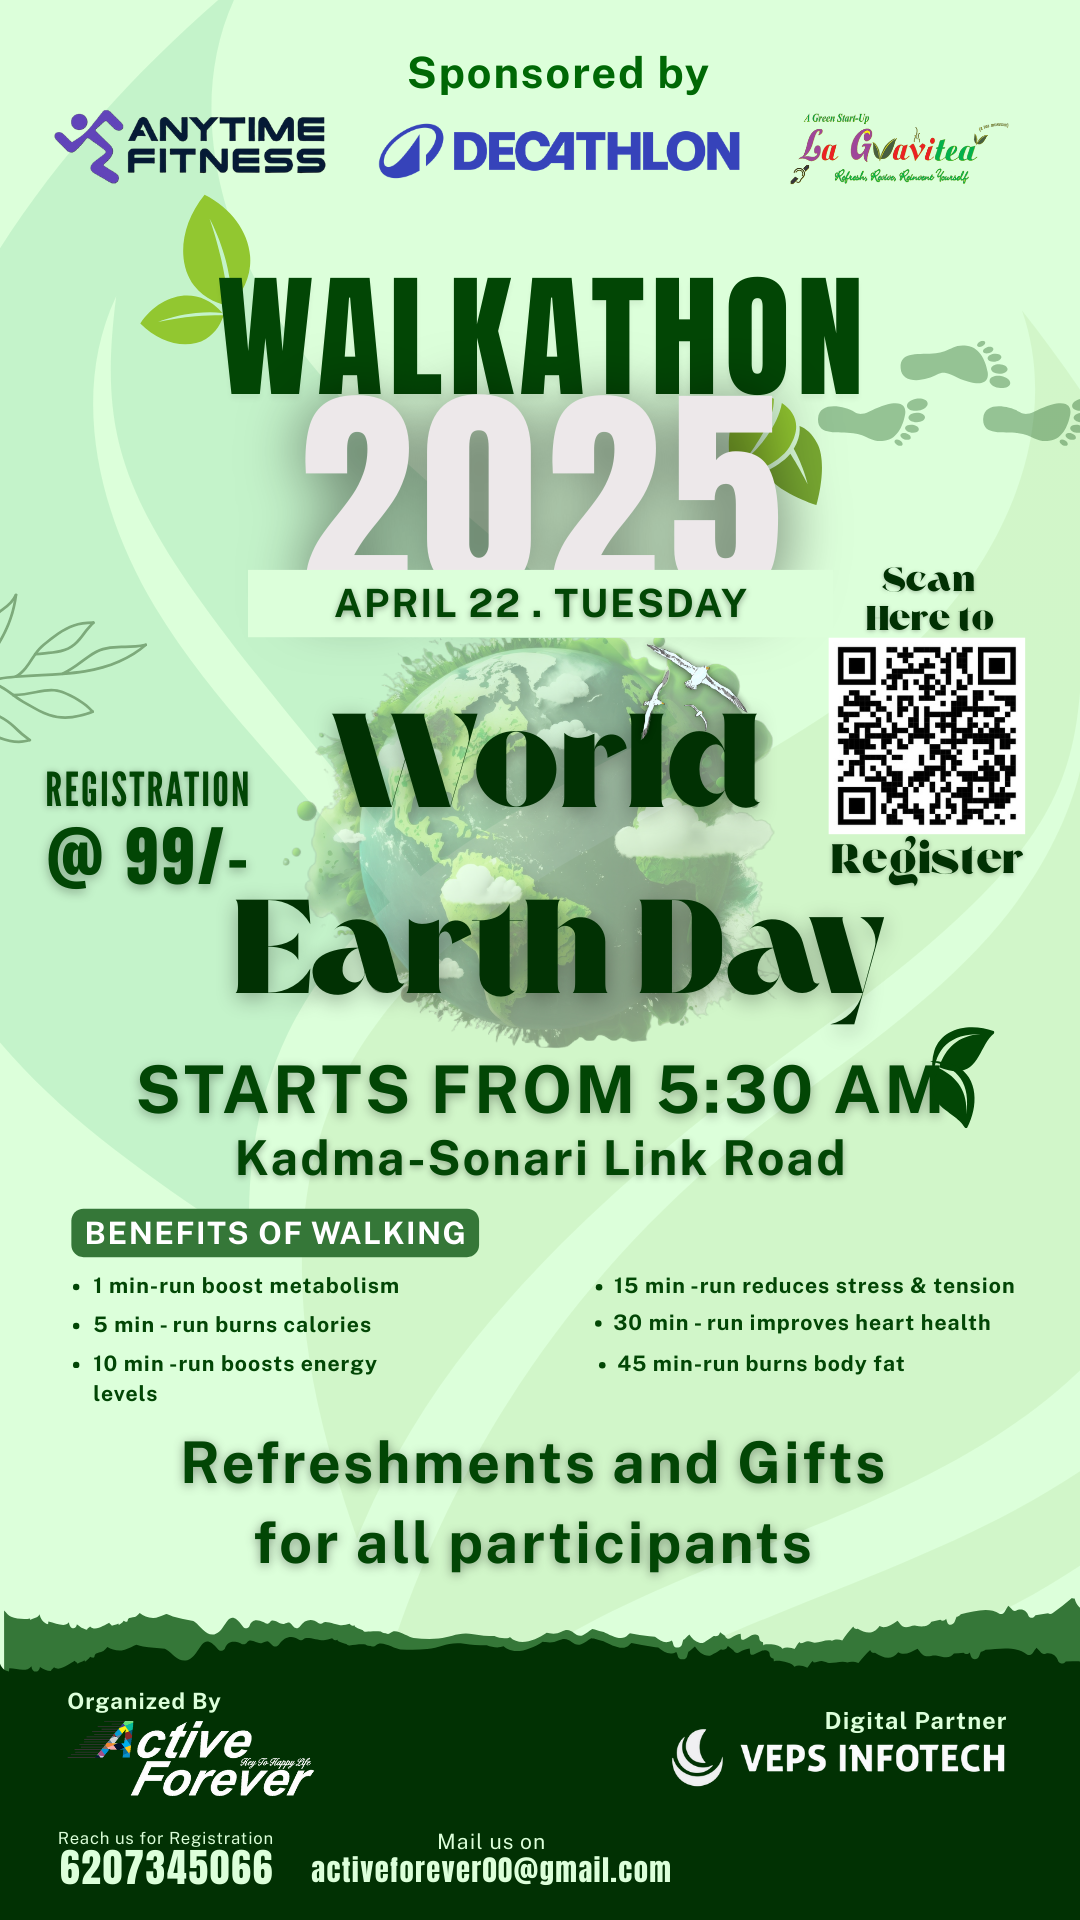 Sponsored by
ANYTIME
FITNESS
DECATHLON
A Green Start-Up
La Guavitea
Refresh, Revive, Reinvent Yourself
WALKATHON
2025
APRIL 22 . TUESDAY
Scan
Here to
Register
REGISTRATION
@ 99/-
World
Earth Day
STARTS FROM 5:30 AM
Kadma-Sonari Link Road
BENEFITS OF WALKING
• 1 min-run boost metabolism
• 5 min - run burns calories
• 10 min -run boosts energy
levels
• 15 min -run reduces stress & tension
• 30 min - run improves heart health
• 45 min-run burns body fat
Refreshments and Gifts
for all participants
Organized By
Active
Key To Happy Life
Forever
Digital Partner
VEPS INFOTECH
Reach us for Registration
6207345066
Mail us on
activeforever00@gmail.com